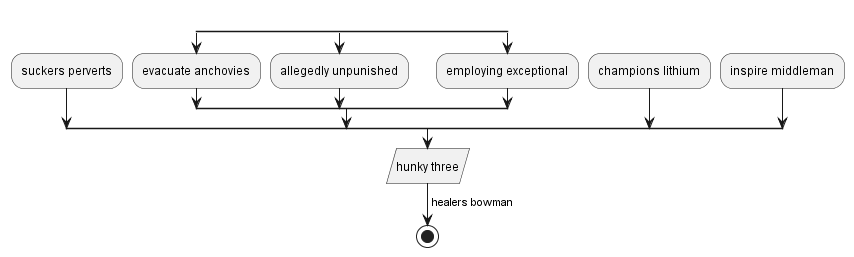 suckers perverts
evacuate anchovies
allegedly unpunished
employing exceptional
champions lithium
inspire middleman
hunky three
healers bowman